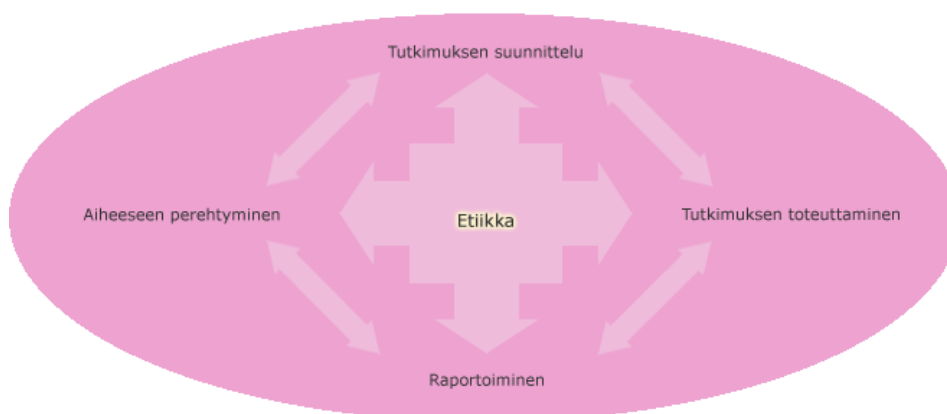 Tutkimuksen suunnittelu
Aiheeseen perehtyminen
Etiikka
Tutkimuksen toteuttaminen
Raportoiminen